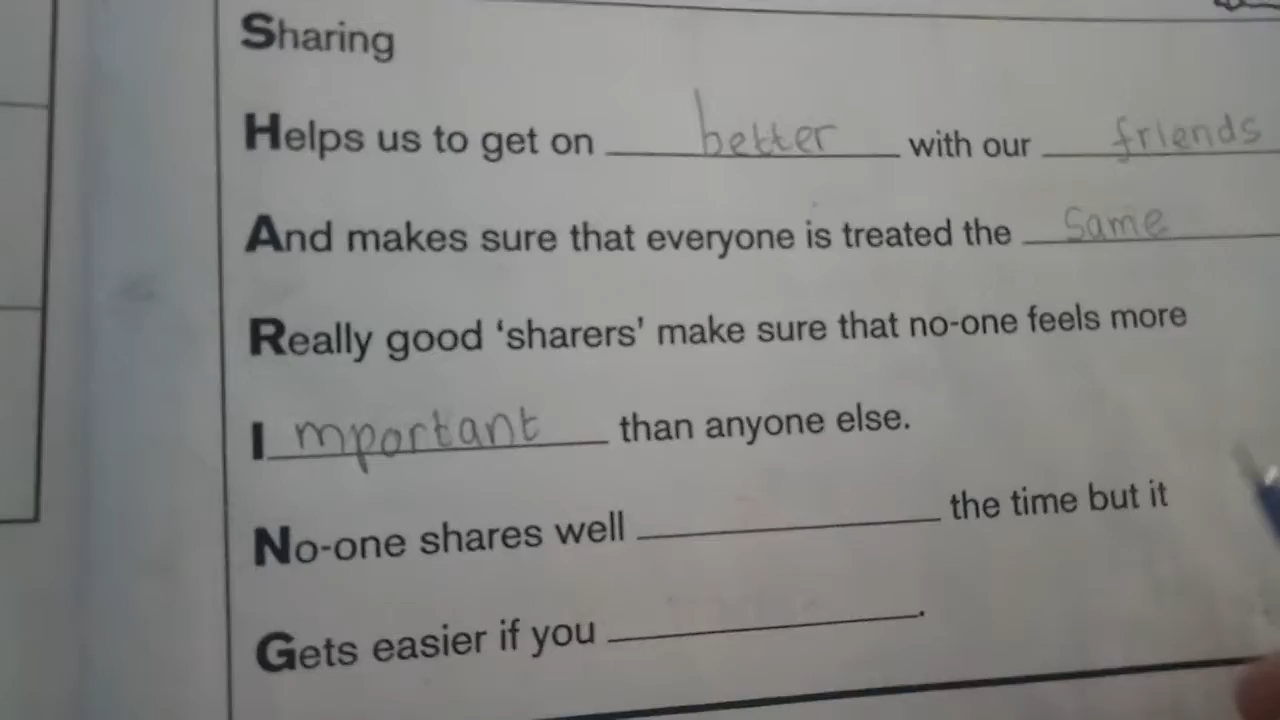 Sharing
Helps us to get on better with our friends
And makes sure that everyone is treated the same
Really good ‘sharers’ make sure that no-one feels more
Important than anyone else.
No-one shares well ____________ the time but it
Gets easier if you ____________.